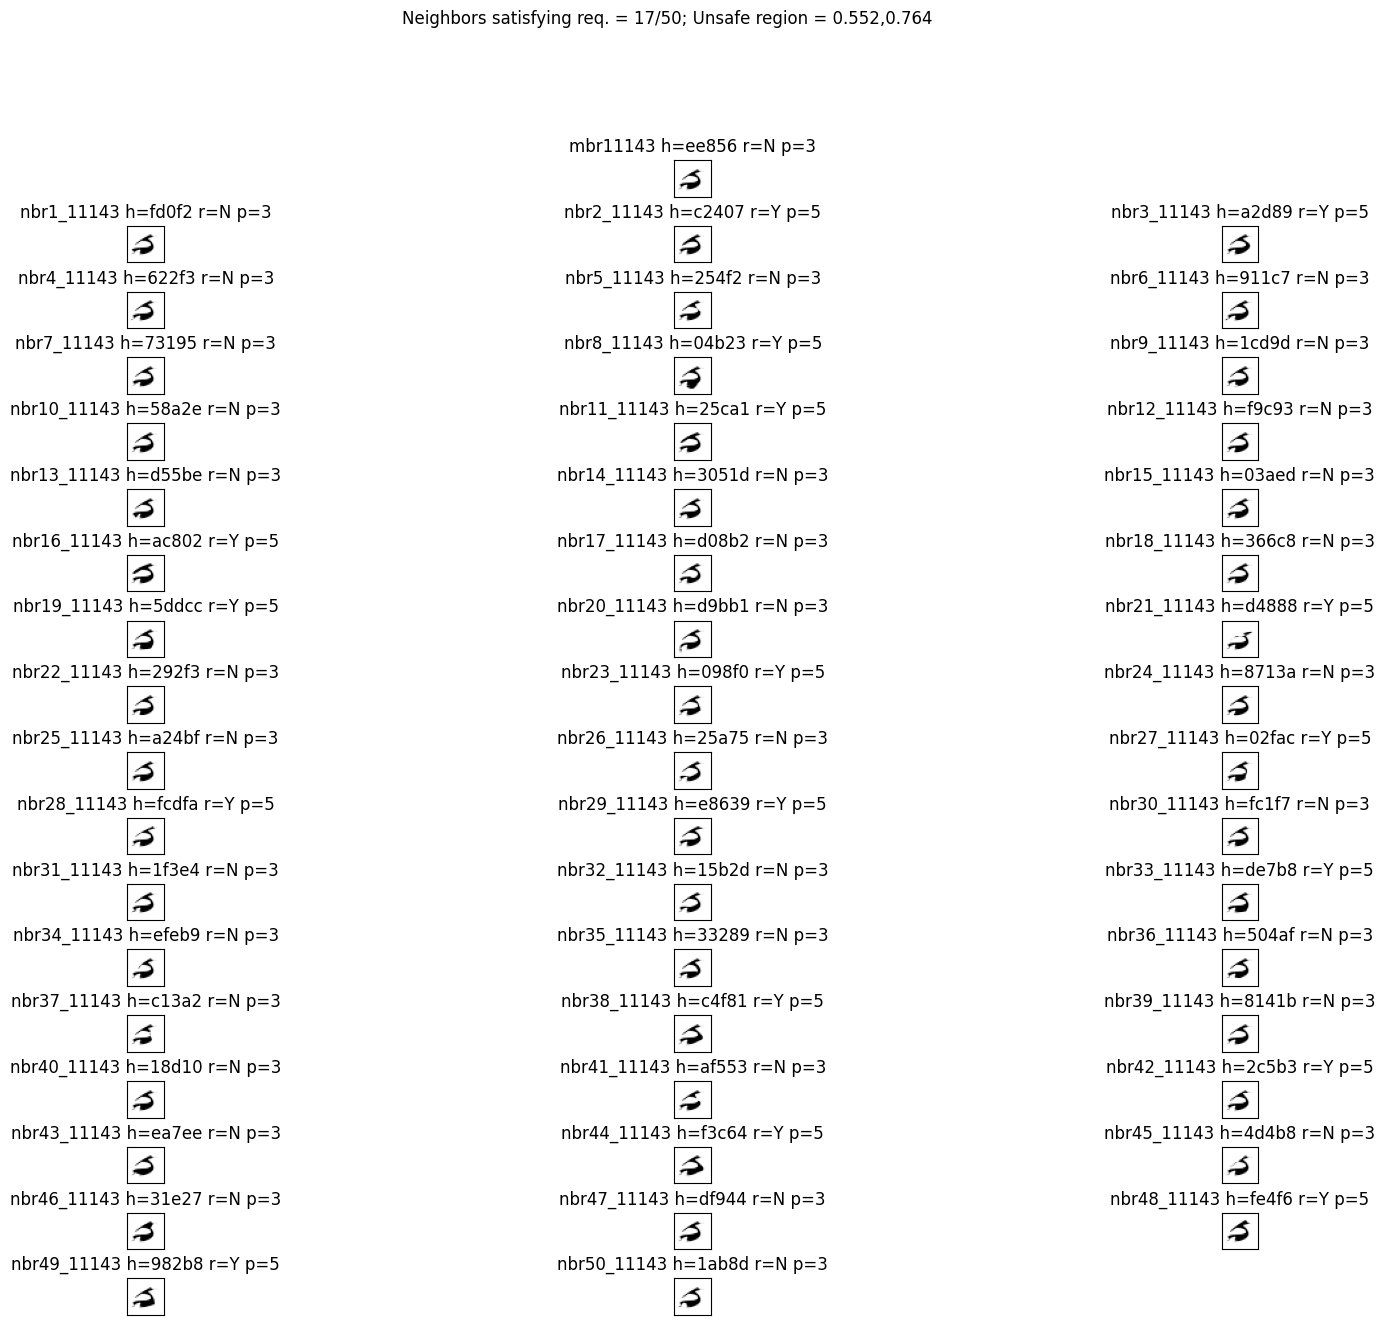 Neighbors satisfying req. = 17/50; Unsafe region = 0.552,0.764
mbr11143 h=ee856 r=N p=3
nbr1_11143 h=fd0f2 r=N p=3 nbr2_11143 h=c2407 r=Y p=5 nbr3_11143 h=a2d89 r=Y p=5
nbr4_11143 h=622f3 r=N p=3 nbr5_11143 h=254f2 r=N p=3 nbr6_11143 h=911c7 r=N p=3
nbr7_11143 h=73195 r=N p=3 nbr8_11143 h=04b23 r=Y p=5 nbr9_11143 h=1cd9d r=N p=3
nbr10_11143 h=58a2e r=N p=3 nbr11_11143 h=25ca1 r=Y p=5 nbr12_11143 h=f9c93 r=N p=3
nbr13_11143 h=d55be r=N p=3 nbr14_11143 h=3051d r=N p=3 nbr15_11143 h=03aed r=N p=3
nbr16_11143 h=ac802 r=Y p=5 nbr17_11143 h=d08b2 r=N p=3 nbr18_11143 h=366c8 r=N p=3
nbr19_11143 h=5ddcc r=Y p=5 nbr20_11143 h=d9bb1 r=N p=3 nbr21_11143 h=d4888 r=Y p=5
nbr22_11143 h=292f3 r=N p=3 nbr23_11143 h=098f0 r=Y p=5 nbr24_11143 h=8713a r=N p=3
nbr25_11143 h=a24bf r=N p=3 nbr26_11143 h=25a75 r=N p=3 nbr27_11143 h=02fac r=Y p=5
nbr28_11143 h=fcdfa r=Y p=5 nbr29_11143 h=e8639 r=Y p=5 nbr30_11143 h=fc1f7 r=N p=3
nbr31_11143 h=1f3e4 r=N p=3 nbr32_11143 h=15b2d r=N p=3 nbr33_11143 h=de7b8 r=Y p=5
nbr34_11143 h=efeb9 r=N p=3 nbr35_11143 h=33289 r=N p=3 nbr36_11143 h=504af r=N p=3
nbr37_11143 h=c13a2 r=N p=3 nbr38_11143 h=c4f81 r=Y p=5 nbr39_11143 h=8141b r=N p=3
nbr40_11143 h=18d10 r=N p=3 nbr41_11143 h=af553 r=N p=3 nbr42_11143 h=2c5b3 r=Y p=5
nbr43_11143 h=ea7ee r=N p=3 nbr44_11143 h=f3c64 r=Y p=5 nbr45_11143 h=4d4b8 r=N p=3
nbr46_11143 h=31e27 r=N p=3 nbr47_11143 h=df944 r=N p=3 nbr48_11143 h=fe4f6 r=Y p=5
nbr49_11143 h=982b8 r=Y p=5 nbr50_11143 h=1ab8d r=N p=3